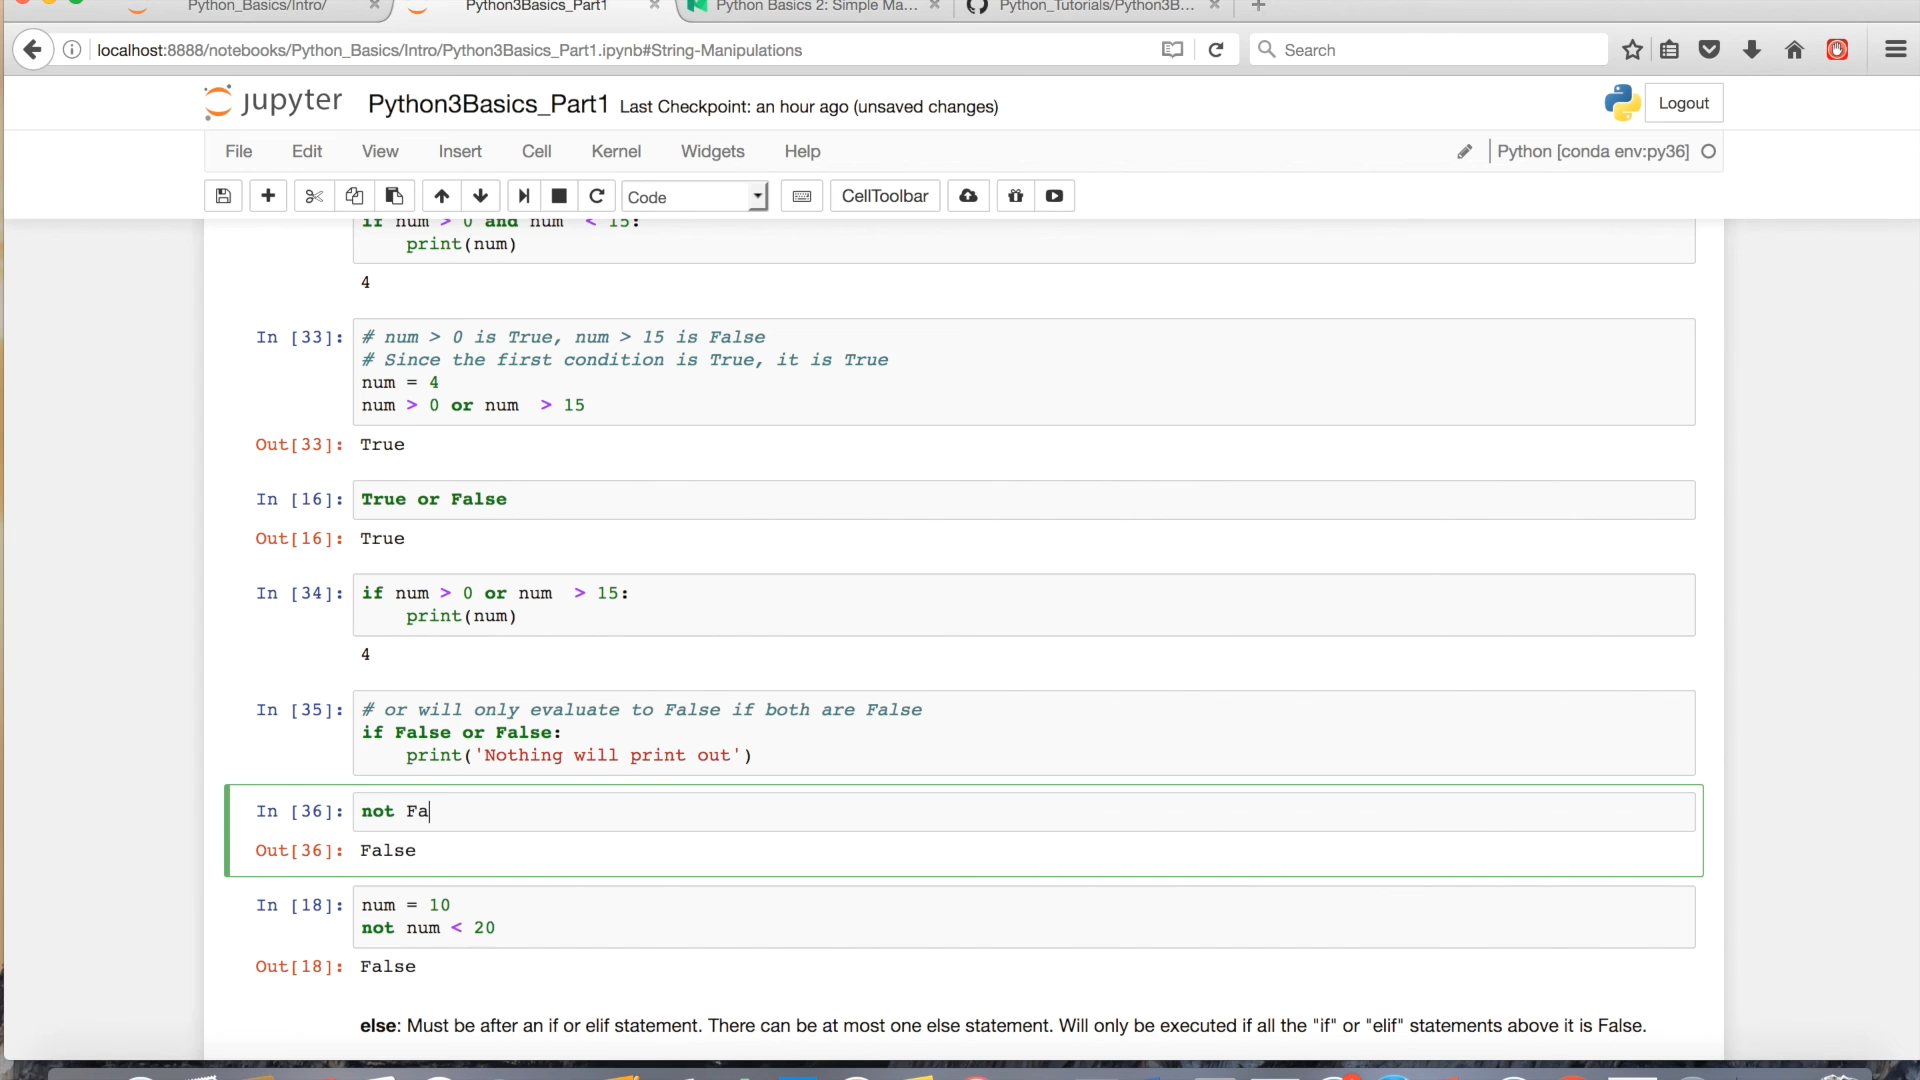 Python_Basics/Intro/
Python3Basics_Part1
Python Basics 2: Simple Ma...
Python_Tutorials/Python3B...
localhost:8888/notebooks/Python_Basics/Intro/Python3Basics_Part1.ipynb#String-Manipulations
Search
jupyter Python3Basics_Part1 Last Checkpoint: an hour ago (unsaved changes)
Logout
File Edit View Insert Cell Kernel Widgets Help
Python [conda env:py36]
Code
CellToolbar
if num > 0 and num  < 15:
    print(num)
4
In [33]: # num > 0 is True, num > 15 is False
# Since the first condition is True, it is True
num = 4
num > 0 or num  > 15
Out[33]: True
In [16]: True or False
Out[16]: True
In [34]: if num > 0 or num  > 15:
    print(num)
4
In [35]: # or will only evaluate to False if both are False
if False or False:
    print('Nothing will print out')
In [36]: not Fa
Out[36]: False
In [18]: num = 10
not num < 20
Out[18]: False
else: Must be after an if or elif statement. There can be at most one else statement. Will only be executed if all the "if" or "elif" statements above it is False.